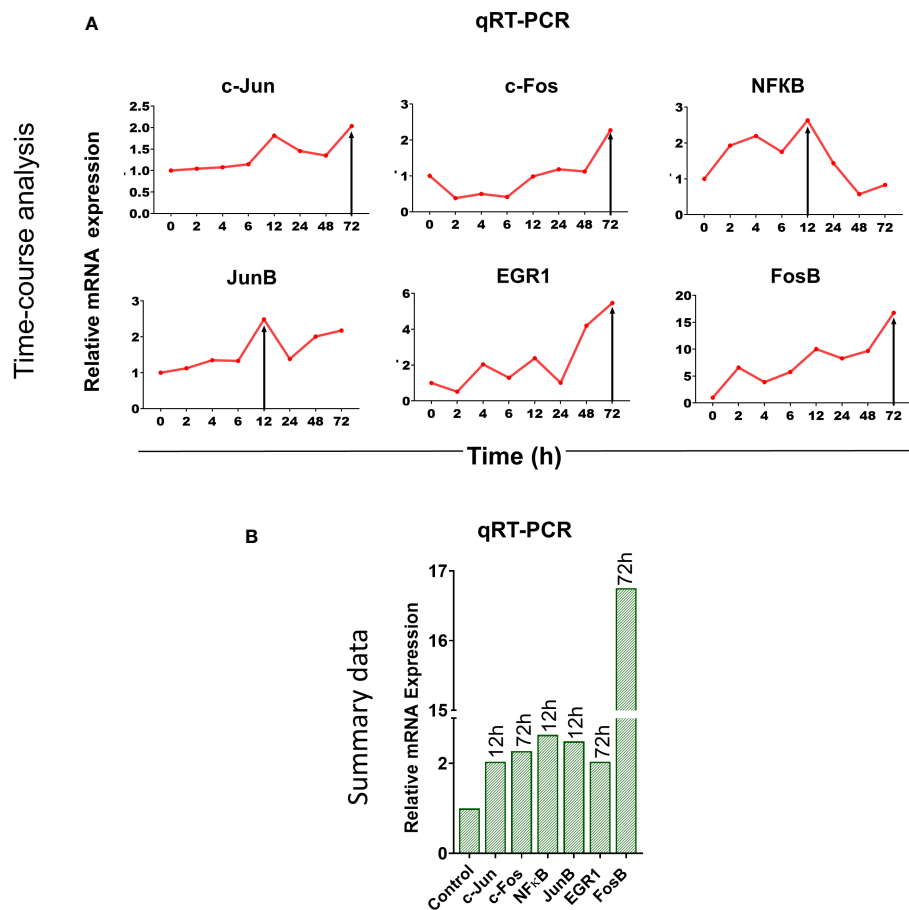 A
qRT-PCR
Time-course analysis
Relative mRNA expression
c-Jun
2.5
2.0
1.5
1.0
0.5
0.0
0 2 4 6 12 24 48 72
c-Fos
3
2
1
0
0 2 4 6 12 24 48 72
NFKB
3
2
1
0
0 2 4 6 12 24 48 72
JunB
3
2
1
0
0 2 4 6 12 24 48 72
EGR1
6
4
2
0
0 2 4 6 12 24 48 72
FosB
20
15
10
5
0
0 2 4 6 12 24 48 72
Time (h)
B
qRT-PCR
Summary data
Relative mRNA Expression
17
16
15
2
0
12h
72h
12h
12h
72h
72h
Control
c-Jun
c-Fos
NFκB
JunB
EGR1
FosB